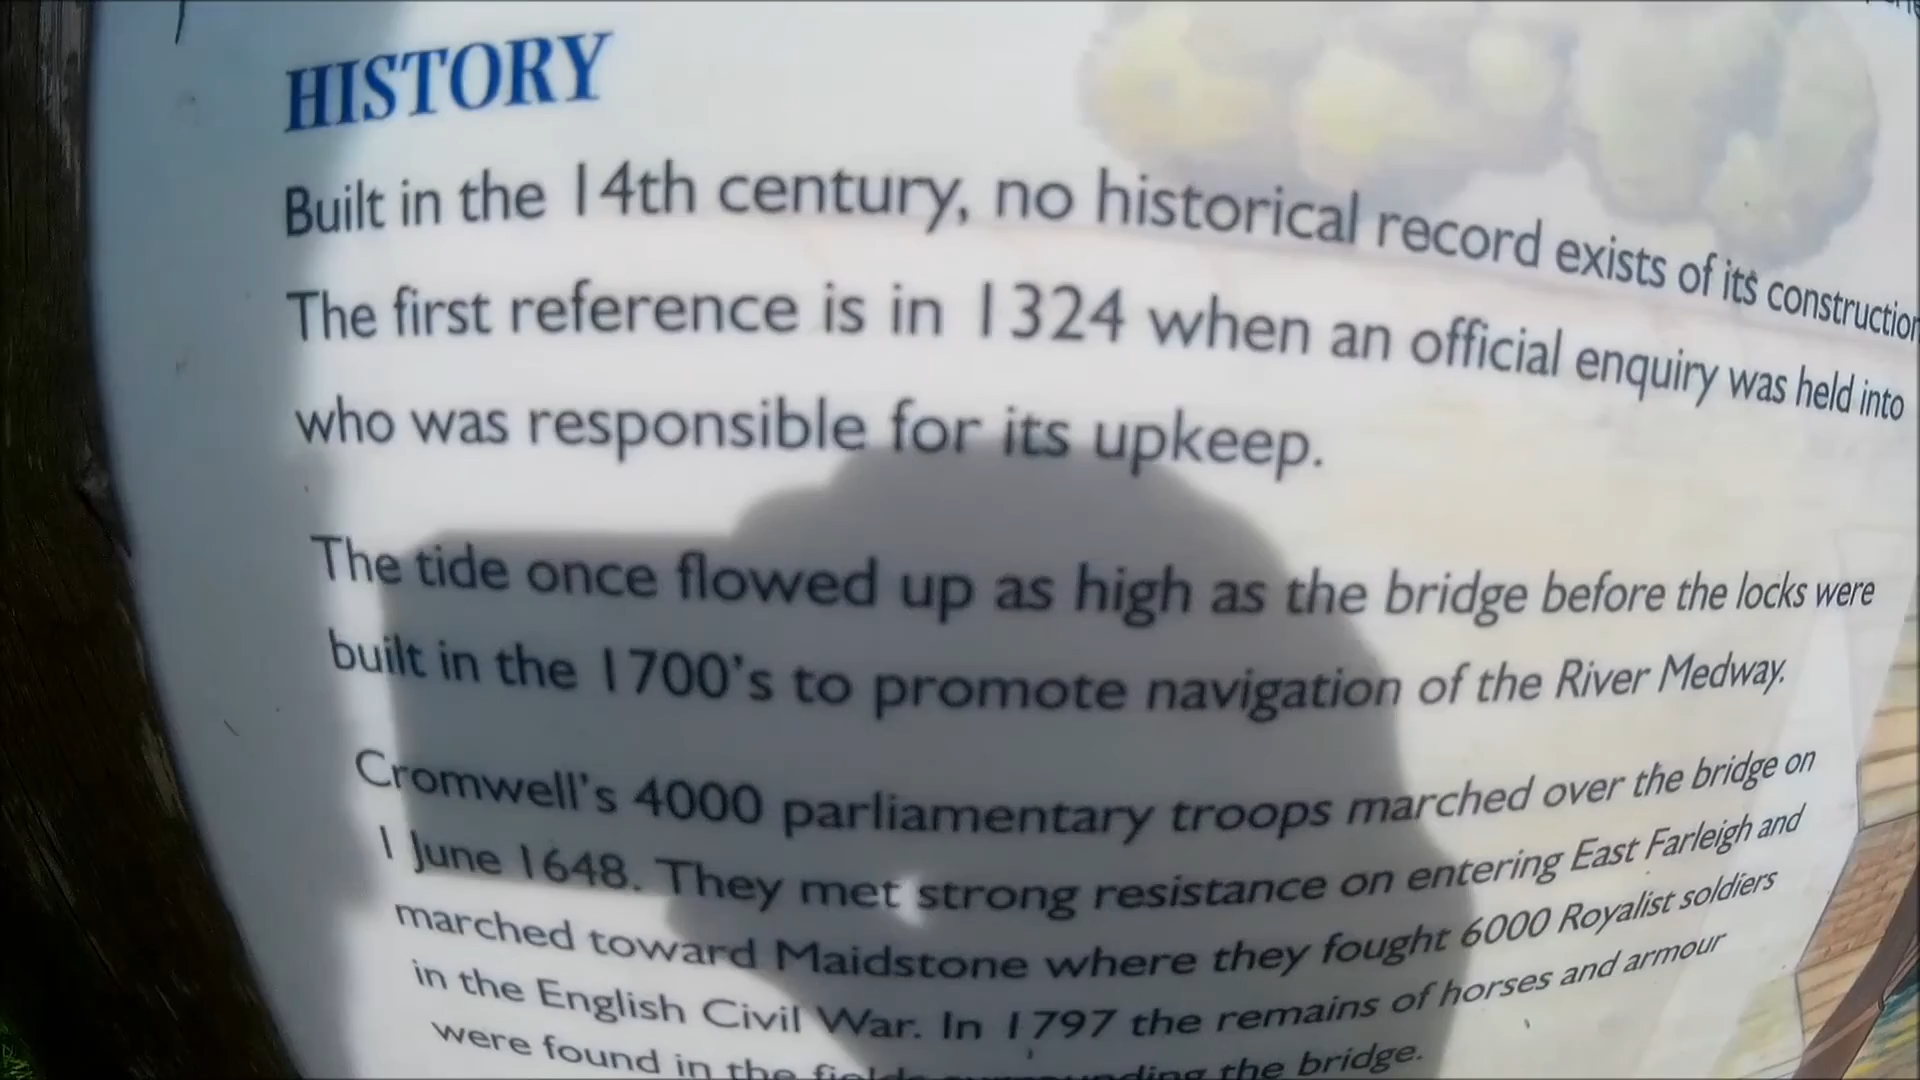 HISTORY
Built in the 14th century, no historical record exists of its construction
The first reference is in 1324 when an official enquiry was held into
who was responsible for its upkeep.
The tide once flowed up as high as the bridge before the locks were
built in the 1700's to promote navigation of the River Medway.
Cromwell's 4000 parliamentary troops marched over the bridge on
1 June 1648. They met strong resistance on entering East Farleigh and
marched toward Maidstone where they fought 6000 Royalist soldiers
in the English Civil War. In 1797 the remains of horses and armour
were found in the fields surrounding the bridge.